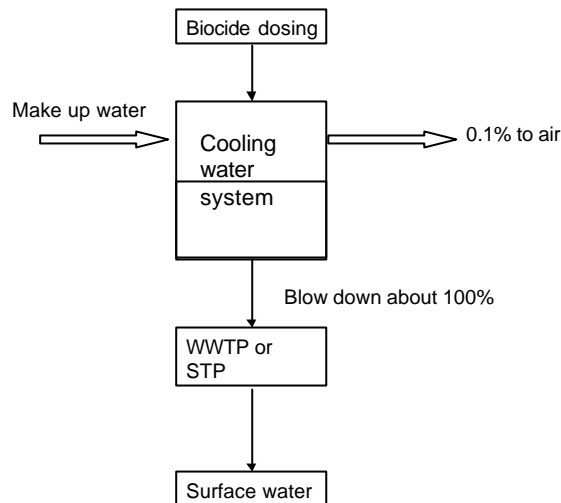 Biocide dosing
Make up water
Cooling
water
system
0.1% to air
Blow down about 100%
WWTP or
STP
Surface water